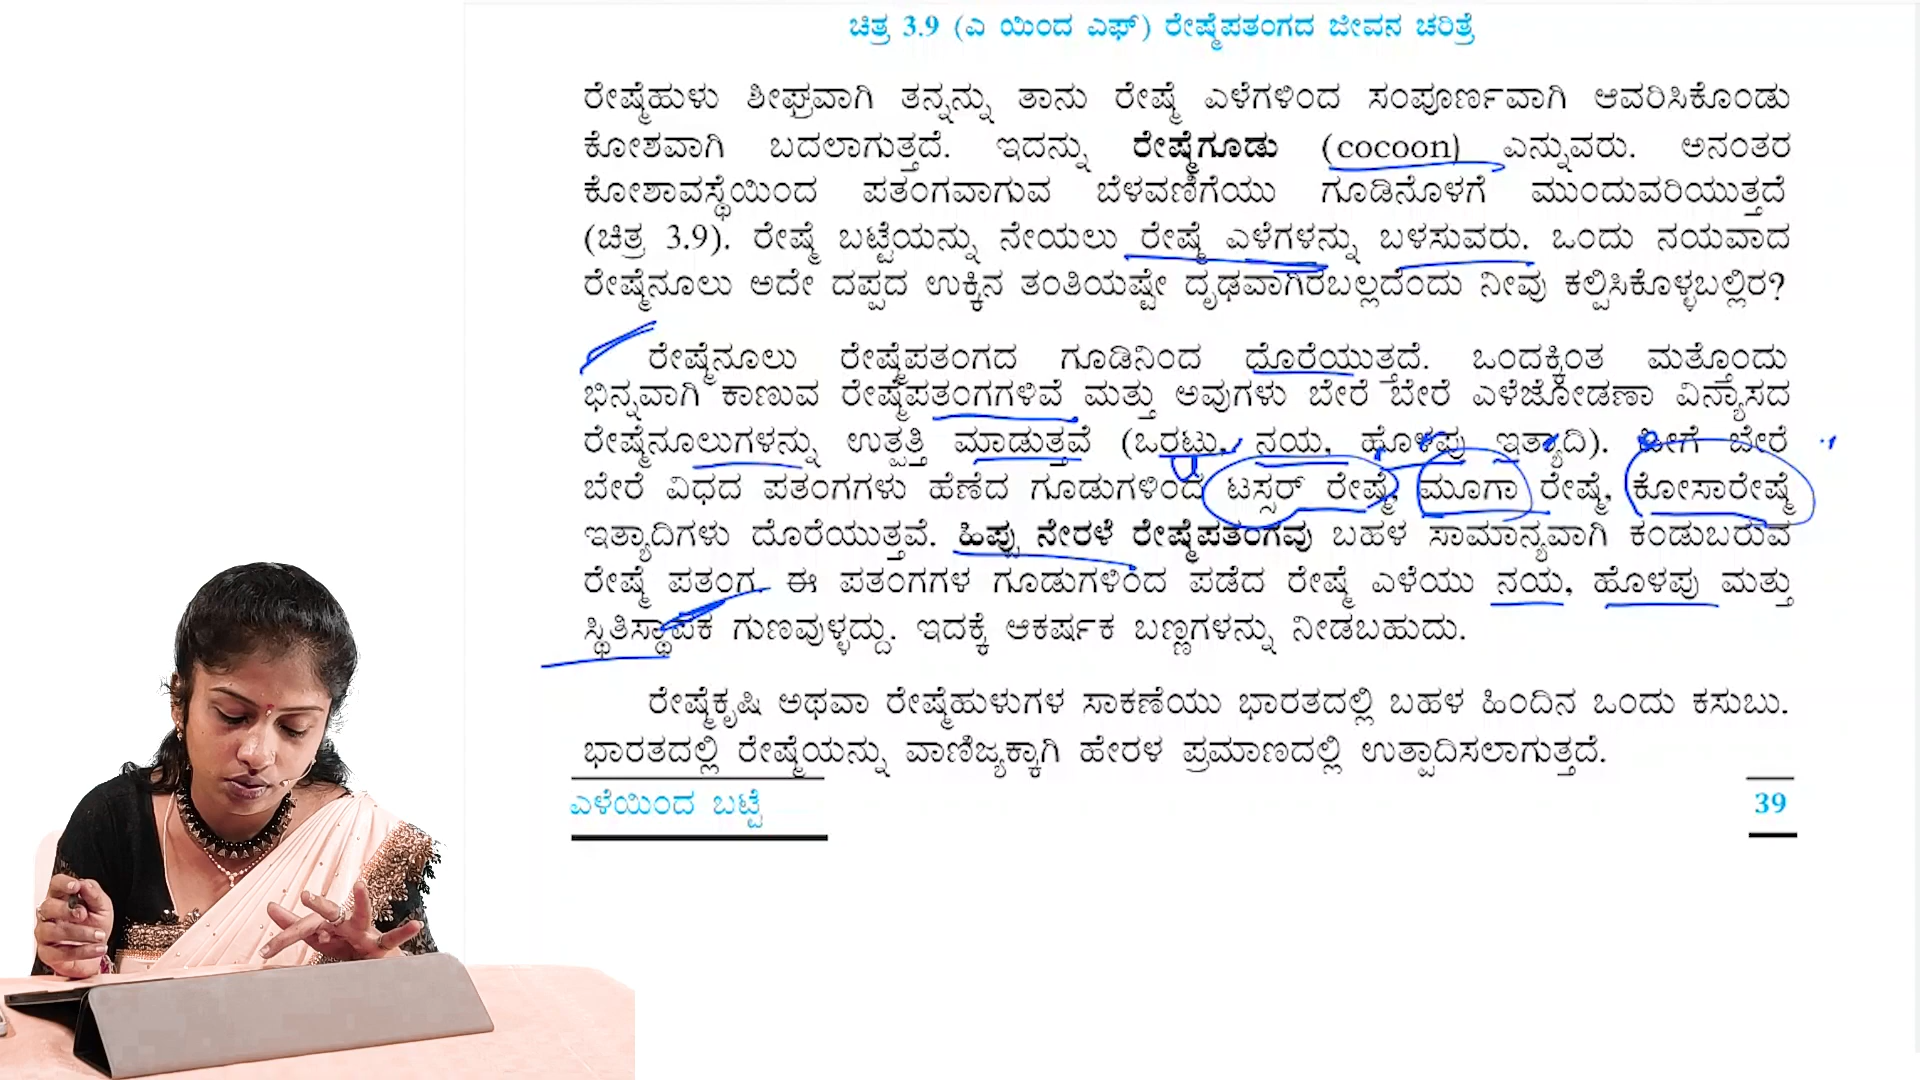 ಚಿತ್ರ 3.9 (ಎ ಯಿಂದ ಎಫ್) ರೇಷ್ಮೆಪತಂಗದ ಜೀವನ ಚರಿತ್ರೆ
ರೇಷ್ಮೆಹುಳು ಶೀಘ್ರವಾಗಿ ತನ್ನನ್ನು ತಾನು ರೇಷ್ಮೆ ಎಳೆಗಳಿಂದ ಸಂಪೂರ್ಣವಾಗಿ ಆವರಿಸಿಕೊಂಡು
ಕೋಶವಾಗಿ ಬದಲಾಗುತ್ತದೆ. ಇದನ್ನು ರೇಷ್ಮೆಗೂಡು (cocoon) ಎನ್ನುವರು. ಅನಂತರ
ಕೋಶಾವಸ್ಥೆಯಿಂದ ಪತಂಗವಾಗುವ ಬೆಳವಣಿಗೆಯು ಗೂಡಿನೊಳಗೆ ಮುಂದುವರಿಯುತ್ತದೆ
(ಚಿತ್ರ 3.9). ರೇಷ್ಮೆ ಬಟ್ಟೆಯನ್ನು ನೇಯಲು ರೇಷ್ಮೆ ಎಳೆಗಳನ್ನು ಬಳಸುವರು. ಒಂದು ನಯವಾದ
ರೇಷ್ಮೆನೂಲು ಅದೇ ದಪ್ಪದ ಉಕ್ಕಿನ ತಂತಿಯಷ್ಟೇ ದೃಢವಾಗಿರಬಲ್ಲದೆಂದು ನೀವು ಕಲ್ಪಿಸಿಕೊಳ್ಳಬಲ್ಲಿರ?
ರೇಷ್ಮೆನೂಲು ರೇಷ್ಮೆಪತಂಗದ ಗೂಡಿನಿಂದ ದೊರೆಯುತ್ತದೆ. ಒಂದಕ್ಕಿಂತ ಮತ್ತೊಂದು
ಭಿನ್ನವಾಗಿ ಕಾಣುವ ರೇಷ್ಮೆಪತಂಗಗಳಿವೆ ಮತ್ತು ಅವುಗಳು ಬೇರೆ ಬೇರೆ ಎಳೆಜೋಡಣಾ ವಿನ್ಯಾಸದ
ರೇಷ್ಮೆನೂಲುಗಳನ್ನು ಉತ್ಪತ್ತಿ ಮಾಡುತ್ತವೆ (ಒರಟು, ನಯ, ಹೊಳಪು ಇತ್ಯಾದಿ). ಹೀಗೆ ಬೇರೆ
ಬೇರೆ ವಿಧದ ಪತಂಗಗಳು ಹೆಣೆದ ಗೂಡುಗಳಿಂದ ಟಸ್ಸರ್ ರೇಷ್ಮೆ, ಮೂಗಾ ರೇಷ್ಮೆ, ಕೋಸಾರೇಷ್ಮೆ
ಇತ್ಯಾದಿಗಳು ದೊರೆಯುತ್ತವೆ. ಹಿಪ್ಪು ನೇರಳೆ ರೇಷ್ಮೆಪತಂಗವು ಬಹಳ ಸಾಮಾನ್ಯವಾಗಿ ಕಂಡುಬರುವ
ರೇಷ್ಮೆ ಪತಂಗ. ಈ ಪತಂಗಗಳ ಗೂಡುಗಳಿಂದ ಪಡೆದ ರೇಷ್ಮೆ ಎಳೆಯು ನಯ, ಹೊಳಪು ಮತ್ತು
ಸ್ಥಿತಿಸ್ಥಾಪಕ ಗುಣವುಳ್ಳದ್ದು. ಇದಕ್ಕೆ ಆಕರ್ಷಕ ಬಣ್ಣಗಳನ್ನು ನೀಡಬಹುದು.
ರೇಷ್ಮೆಕೃಷಿ ಅಥವಾ ರೇಷ್ಮೆಹುಳುಗಳ ಸಾಕಣೆಯು ಭಾರತದಲ್ಲಿ ಬಹಳ ಹಿಂದಿನ ಒಂದು ಕಸುಬು.
ಭಾರತದಲ್ಲಿ ರೇಷ್ಮೆಯನ್ನು ವಾಣಿಜ್ಯಕ್ಕಾಗಿ ಹೇರಳ ಪ್ರಮಾಣದಲ್ಲಿ ಉತ್ಪಾದಿಸಲಾಗುತ್ತದೆ.
ಎಳೆಯಿಂದ ಬಟ್ಟೆ
39